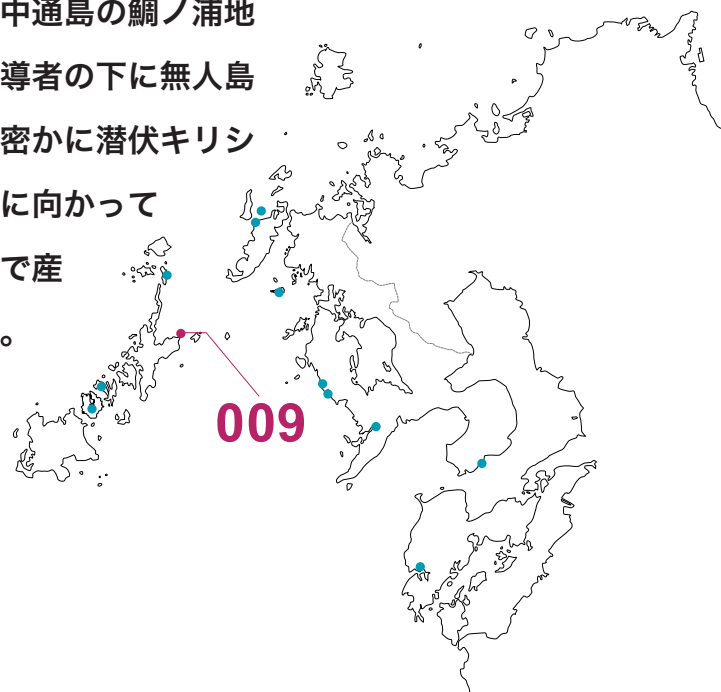 中通島の鯛ノ浦地
導者の下に無人島
密かに潜伏キリシ
に向かって
で産
。
009